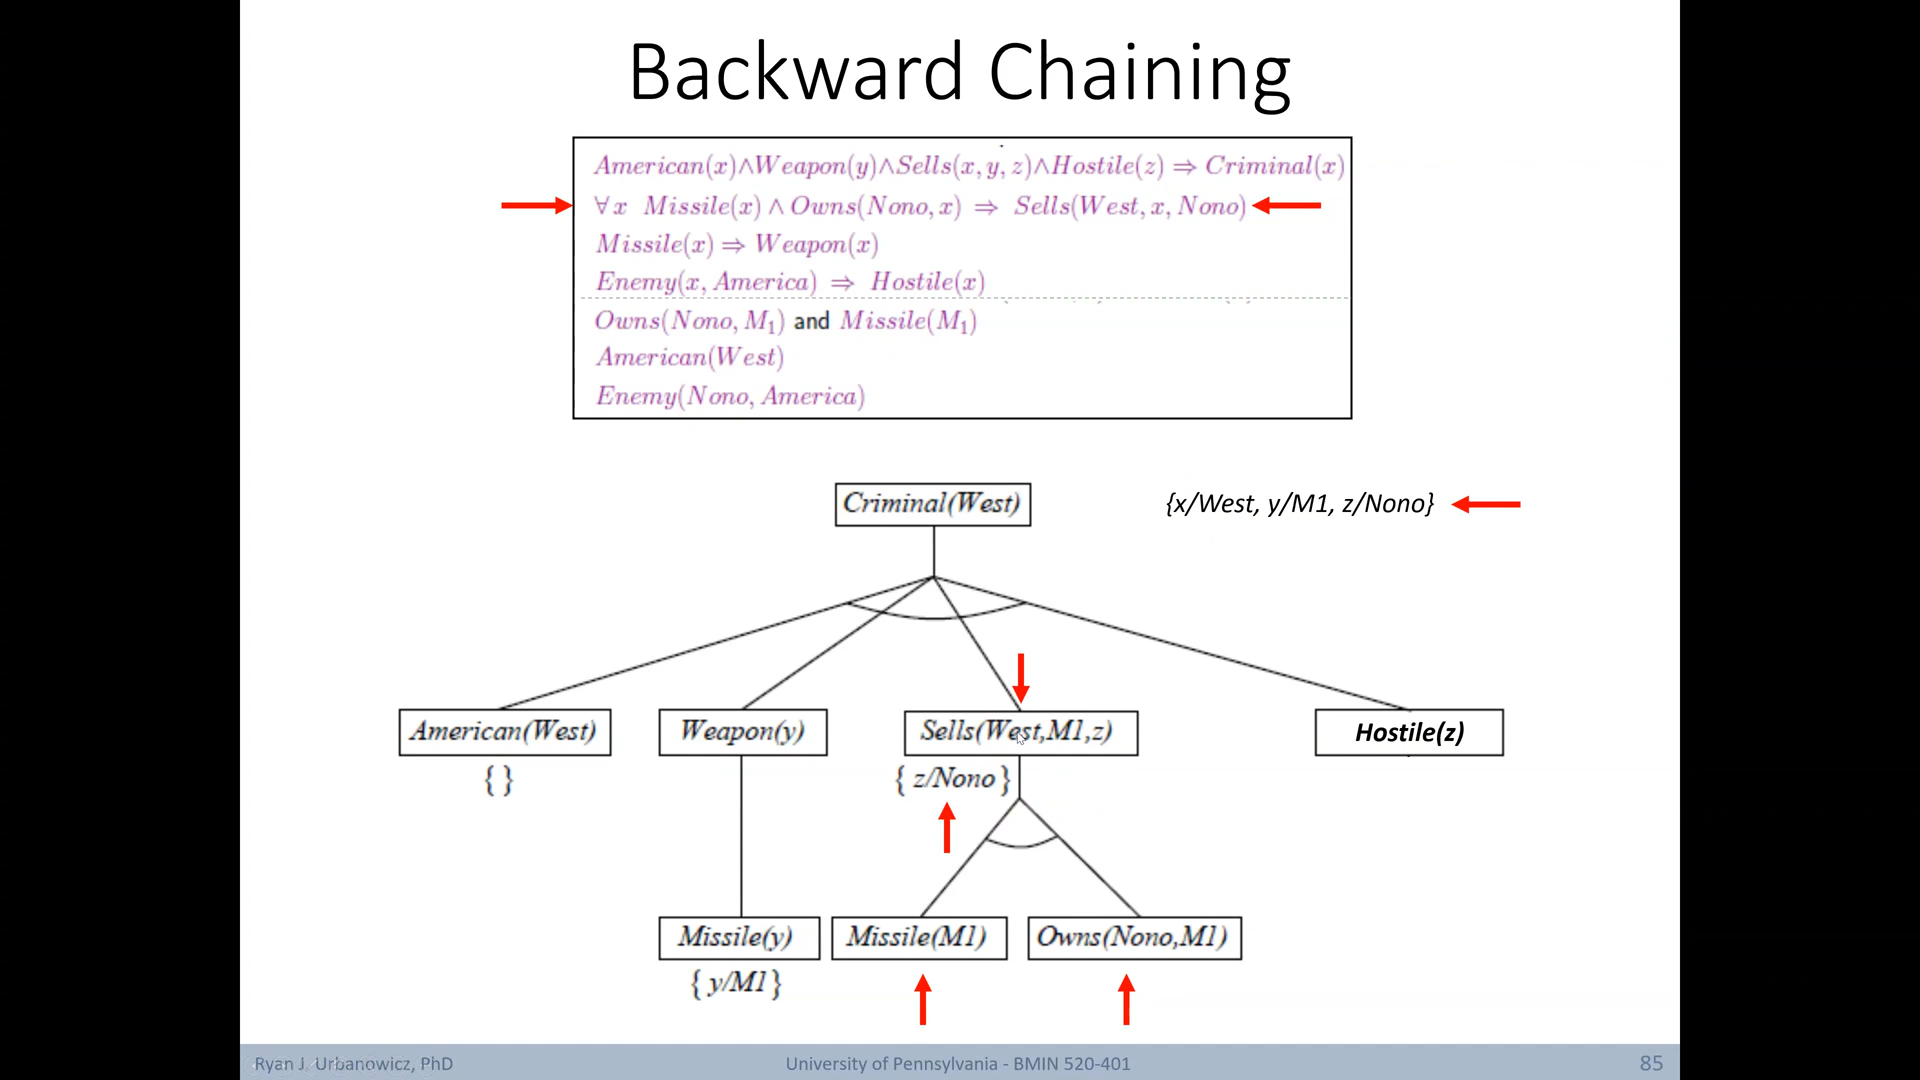 Backward Chaining
American(x)∧Weapon(y)∧Sells(x, y, z)∧Hostile(z) ⇒ Criminal(x)
∀ x Missile(x) ∧ Owns(Nono, x) ⇒ Sells(West, x, Nono)
Missile(x) ⇒ Weapon(x)
Enemy(x, America) ⇒ Hostile(x)
Owns(Nono, M₁) and Missile(M₁)
American(West)
Enemy(Nono, America)
Criminal(West)
{x/West, y/M1, z/Nono}
American(West)
Weapon(y)
Sells(West,M1,z)
Hostile(z)
{ }
{ z/Nono }
Missile(y)
Missile(M1)
Owns(Nono,M1)
{ y/M1 }
Ryan J. Urbanowicz, PhD
University of Pennsylvania - BMIN 520-401
85